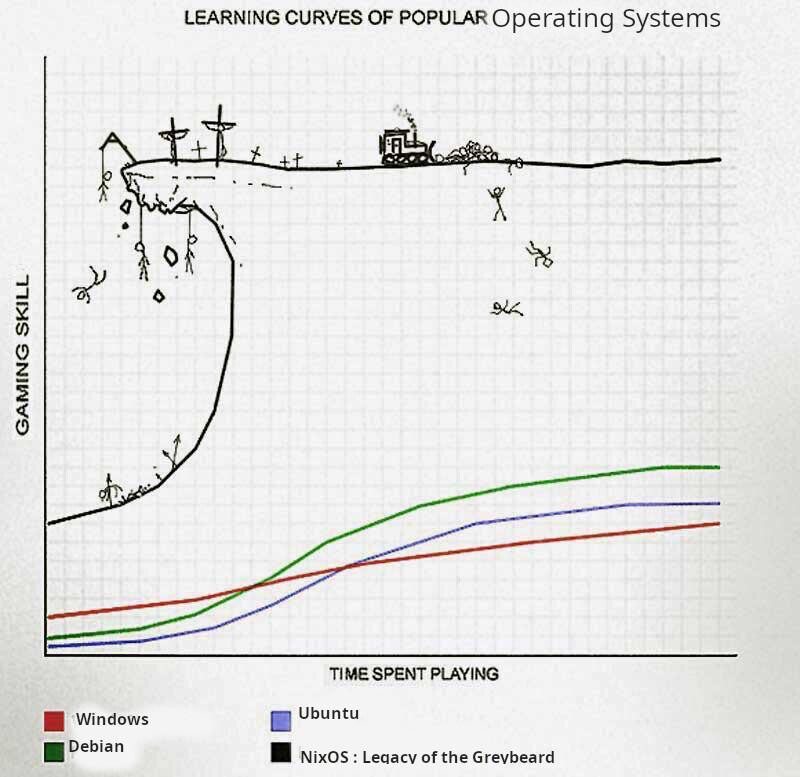 LEARNING CURVES OF POPULAR Operating Systems
GAMING SKILL
TIME SPENT PLAYING
Windows
Ubuntu
Debian
NixOS : Legacy of the Greybeard